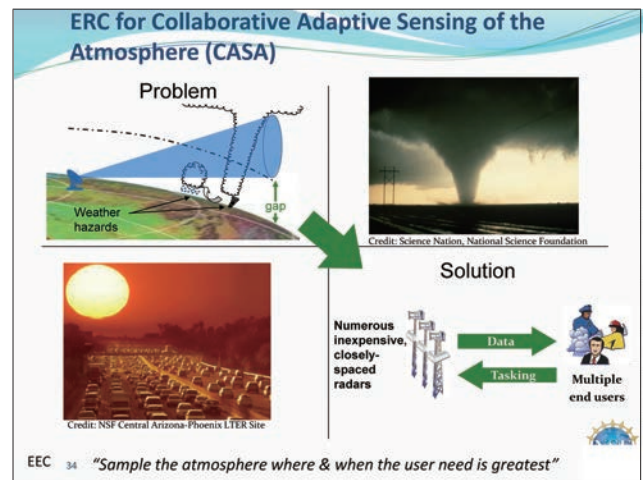 ERC for Collaborative Adaptive Sensing of the
Atmosphere (CASA)
Problem
gap
Weather
hazards
Credit: Science Nation, National Science Foundation
Credit: NSF Central Arizona-Phoenix LTER Site
Solution
Numerous
inexpensive,
closely-
spaced
radars
Data
Tasking
Multiple
end users
EEC 34 "Sample the atmosphere where & when the user need is greatest"